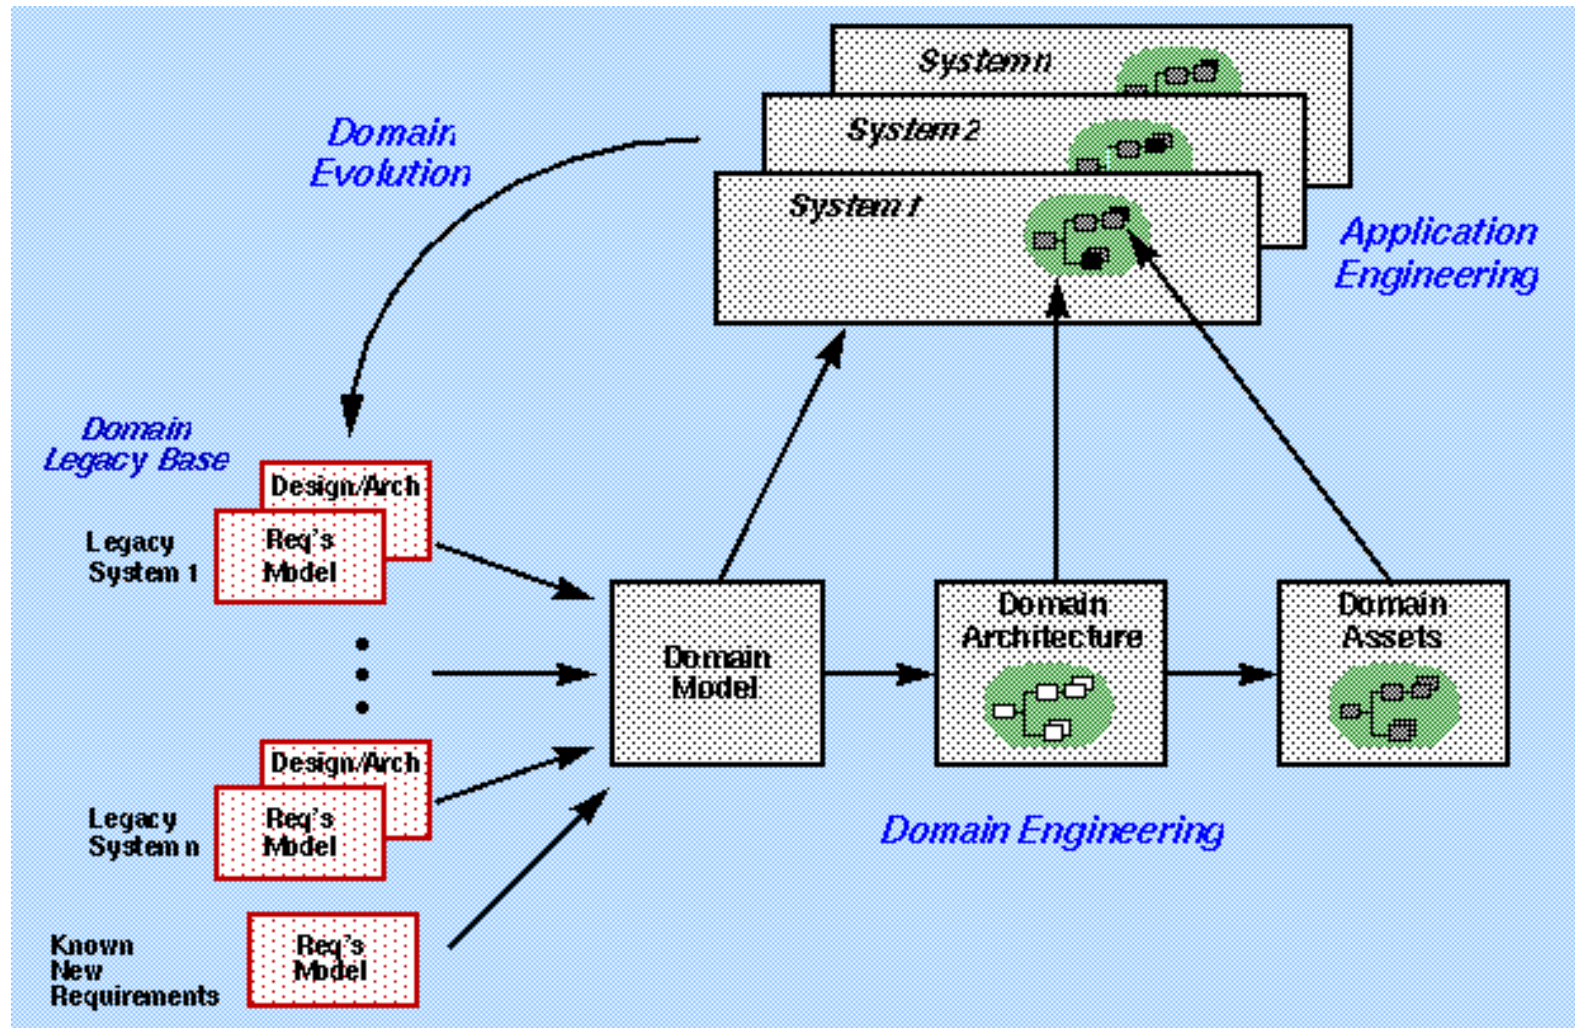 System n
System 2
System 1
Domain
Evolution
Application
Engineering
Domain
Legacy Base
Design/Arch
Req's
Model
Legacy
System 1
Design/Arch
Req's
Model
Legacy
System n
Req's
Model
Known
New
Requirements
Domain
Model
Domain
Architecture
Domain
Assets
Domain Engineering